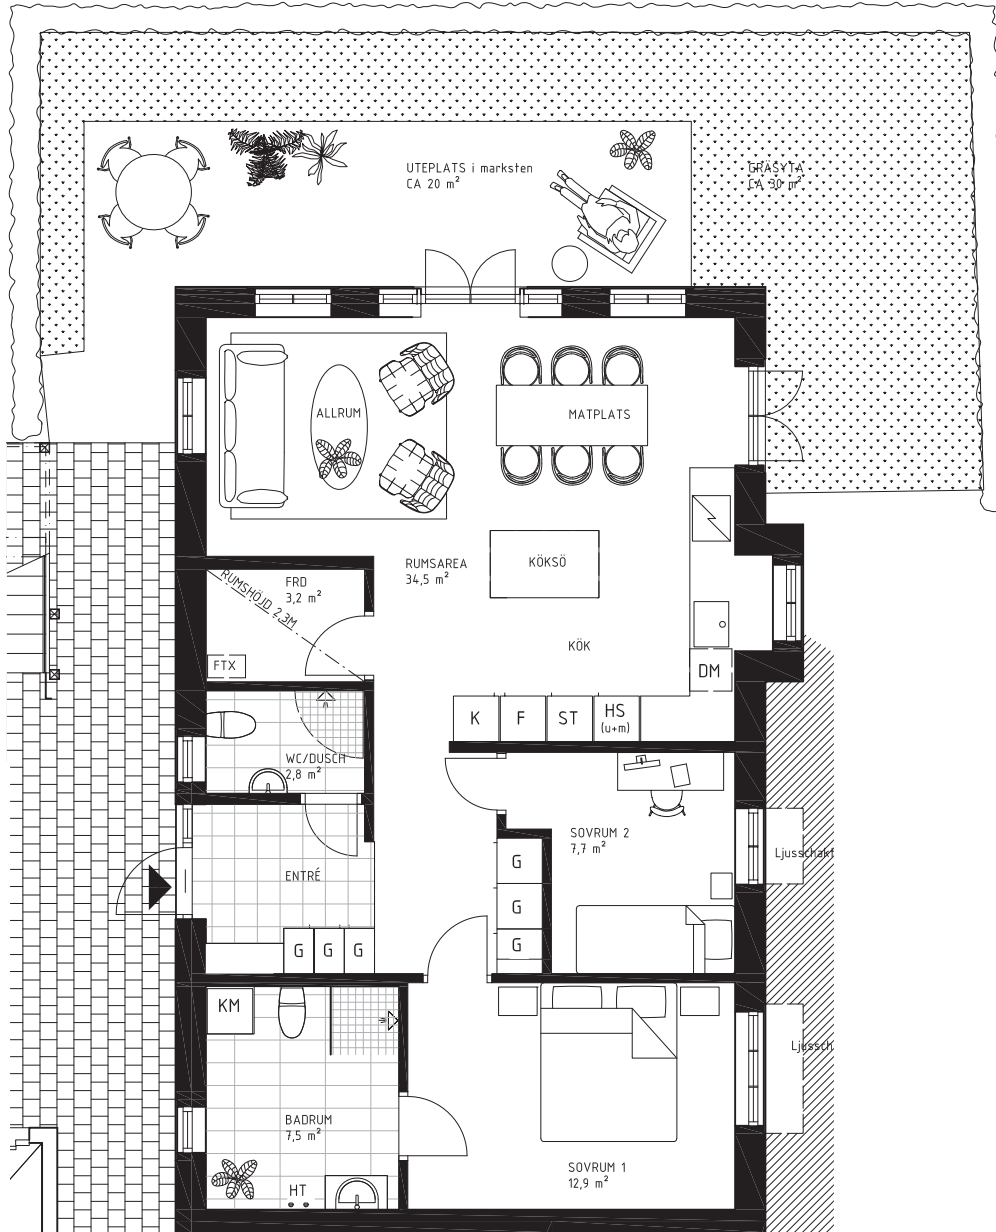 UTEPLATS i marksten
CA 20 m²
GRÄSYTA
CA 30 m²
ALLRUM
MATPLATS
RUMSAREA
34,5 m²
KÖKSÖ
FRD
3,2 m²
RUMSHÖJD 2.3M
FTX
KÖK
DM
K
F
ST
HS
(u+m)
WC/DUSCH
2,8 m²
SOVRUM 2
7,7 m²
Ljusschakt
G
G
G
ENTRÉ
G
G
G
KM
Ljussch
BADRUM
7,5 m²
SOVRUM 1
12,9 m²
HT